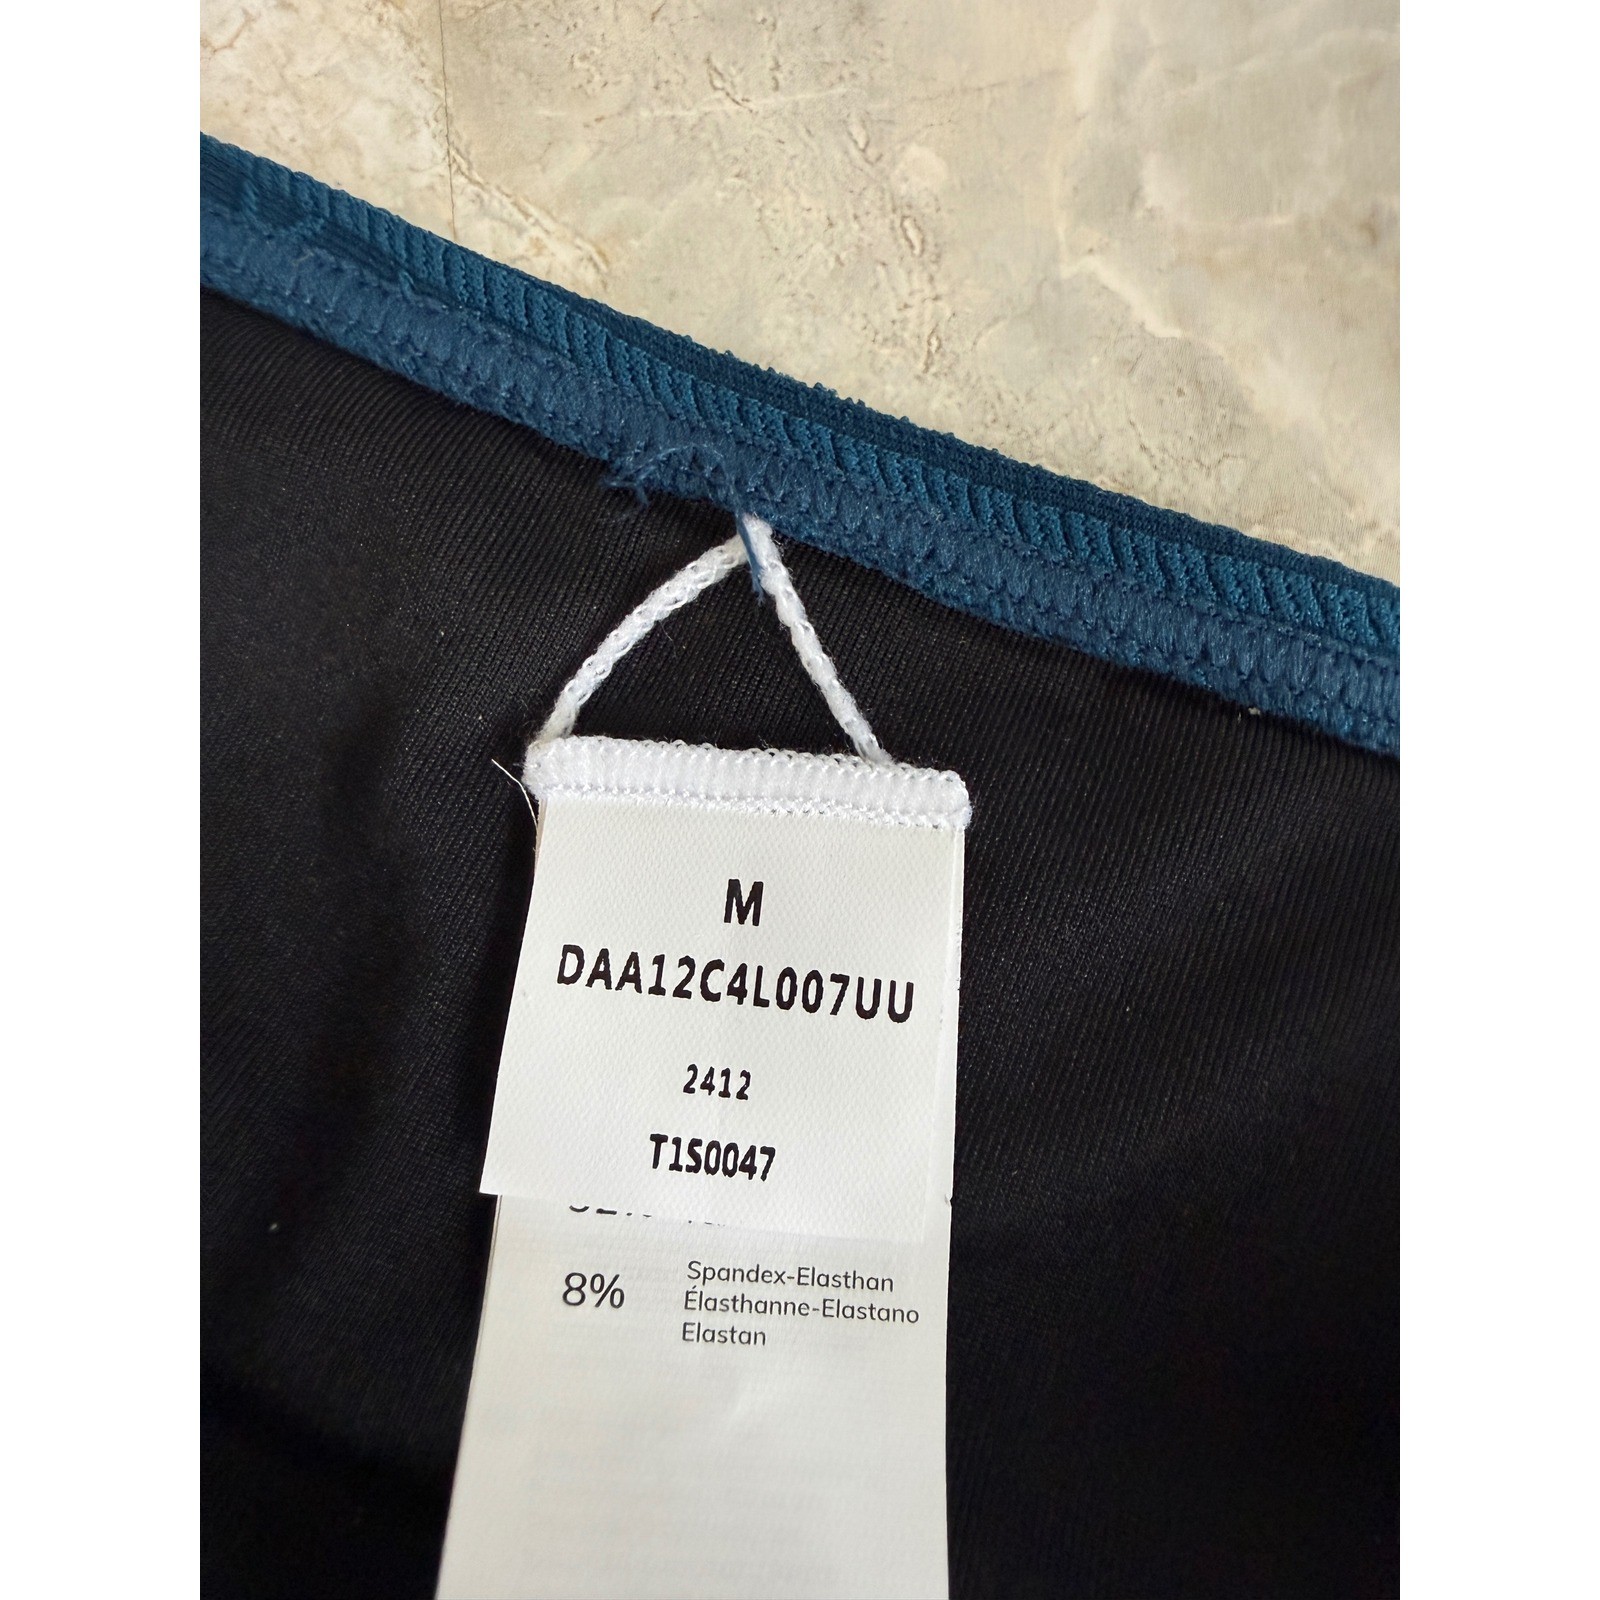 M
DAA12C4L007UU
2412
T1S0047
8%
Spandex-Elasthan
Élasthanne-Elastano
Elastan